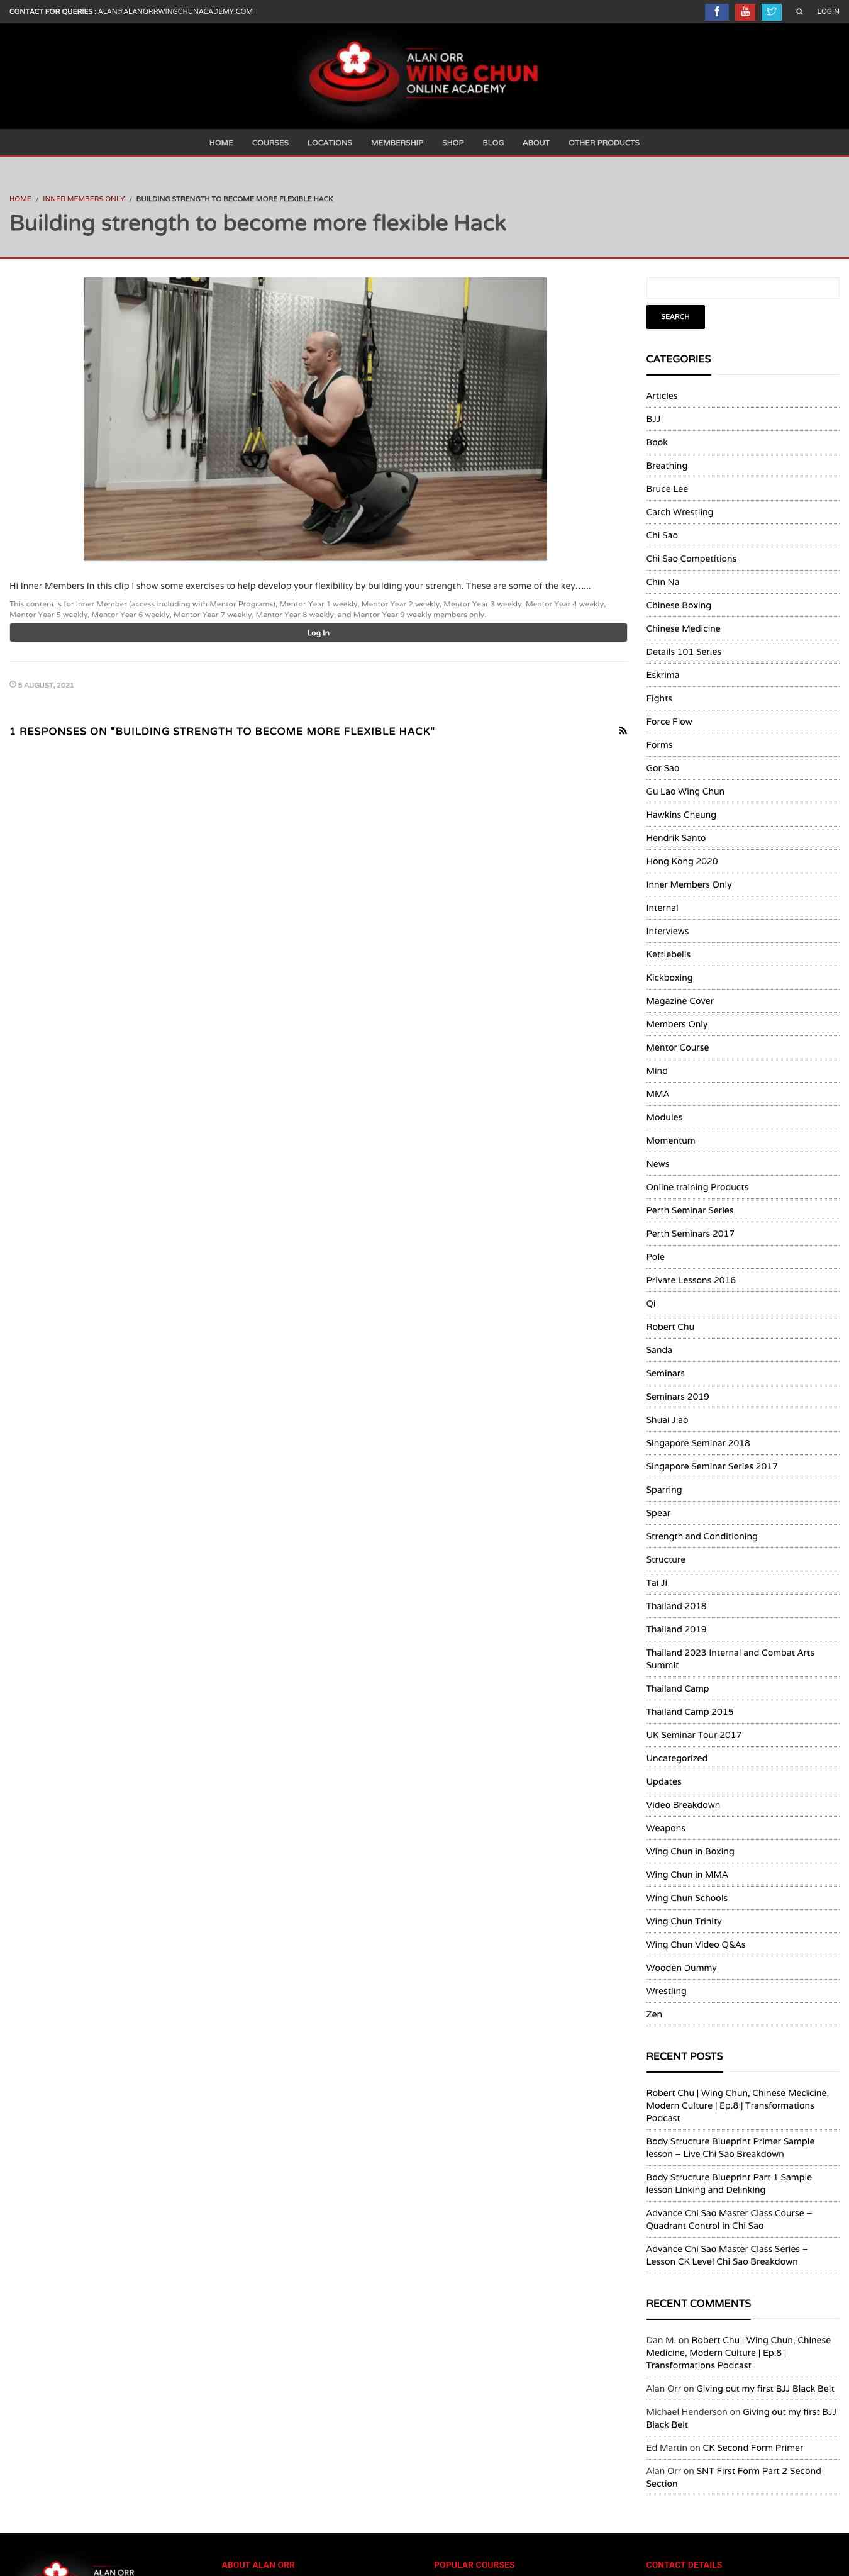 CONTACT FOR QUERIES : ALAN@ALANORRWINGCHUNACADEMY.COM
LOGIN
ALAN ORR
WING CHUN
ONLINE ACADEMY
HOME COURSES LOCATIONS MEMBERSHIP SHOP BLOG ABOUT OTHER PRODUCTS
HOME / INNER MEMBERS ONLY / BUILDING STRENGTH TO BECOME MORE FLEXIBLE HACK
Building strength to become more flexible Hack
Hi Inner Members In this clip I show some exercises to help develop your flexibility by building your strength. These are some of the key…...
This content is for Inner Member (access including with Mentor Programs), Mentor Year 1 weekly, Mentor Year 2 weekly, Mentor Year 3 weekly, Mentor Year 4 weekly,
Mentor Year 5 weekly, Mentor Year 6 weekly, Mentor Year 7 weekly, Mentor Year 8 weekly, and Mentor Year 9 weekly members only.
Log In
5 AUGUST, 2021
1 RESPONSES ON "BUILDING STRENGTH TO BECOME MORE FLEXIBLE HACK"
SEARCH
CATEGORIES
Articles
BJJ
Book
Breathing
Bruce Lee
Catch Wrestling
Chi Sao
Chi Sao Competitions
Chin Na
Chinese Boxing
Chinese Medicine
Details 101 Series
Eskrima
Fights
Force Flow
Forms
Gor Sao
Gu Lao Wing Chun
Hawkins Cheung
Hendrik Santo
Hong Kong 2020
Inner Members Only
Internal
Interviews
Kettlebells
Kickboxing
Magazine Cover
Members Only
Mentor Course
Mind
MMA
Modules
Momentum
News
Online training Products
Perth Seminar Series
Perth Seminars 2017
Pole
Private Lessons 2016
Qi
Robert Chu
Sanda
Seminars
Seminars 2019
Shuai Jiao
Singapore Seminar 2018
Singapore Seminar Series 2017
Sparring
Spear
Strength and Conditioning
Structure
Tai Ji
Thailand 2018
Thailand 2019
Thailand 2023 Internal and Combat Arts
Summit
Thailand Camp
Thailand Camp 2015
UK Seminar Tour 2017
Uncategorized
Updates
Video Breakdown
Weapons
Wing Chun in Boxing
Wing Chun in MMA
Wing Chun Schools
Wing Chun Trinity
Wing Chun Video Q&As
Wooden Dummy
Wrestling
Zen
RECENT POSTS
Robert Chu | Wing Chun, Chinese Medicine,
Modern Culture | Ep.8 | Transformations
Podcast
Body Structure Blueprint Primer Sample
lesson – Live Chi Sao Breakdown
Body Structure Blueprint Part 1 Sample
lesson Linking and Delinking
Advance Chi Sao Master Class Course –
Quadrant Control in Chi Sao
Advance Chi Sao Master Class Series –
Lesson CK Level Chi Sao Breakdown
RECENT COMMENTS
Dan M. on Robert Chu | Wing Chun, Chinese
Medicine, Modern Culture | Ep.8 |
Transformations Podcast
Alan Orr on Giving out my first BJJ Black Belt
Michael Henderson on Giving out my first BJJ
Black Belt
Ed Martin on CK Second Form Primer
Alan Orr on SNT First Form Part 2 Second
Section
ALAN ORR
ABOUT ALAN ORR
POPULAR COURSES
CONTACT DETAILS